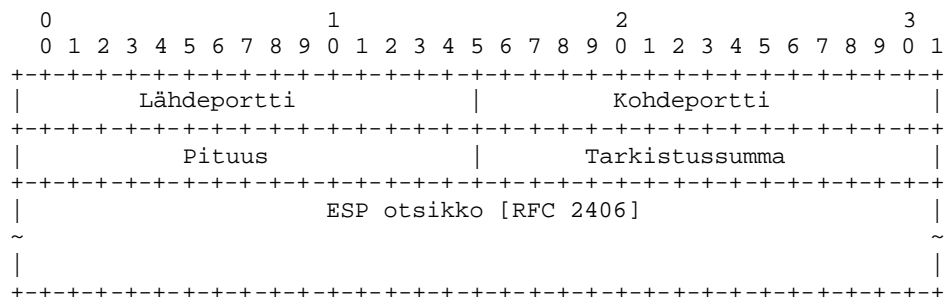 0                   1                   2                   3
0 1 2 3 4 5 6 7 8 9 0 1 2 3 4 5 6 7 8 9 0 1 2 3 4 5 6 7 8 9 0 1
+-+-+-+-+-+-+-+-+-+-+-+-+-+-+-+-+-+-+-+-+-+-+-+-+-+-+-+-+-+-+-+-+
|        Lähdeportti            |         Kohdeportti           |
+-+-+-+-+-+-+-+-+-+-+-+-+-+-+-+-+-+-+-+-+-+-+-+-+-+-+-+-+-+-+-+-+
|           Pituus              |       Tarkistussumma          |
+-+-+-+-+-+-+-+-+-+-+-+-+-+-+-+-+-+-+-+-+-+-+-+-+-+-+-+-+-+-+-+-+
|                     ESP otsikko [RFC 2406]                    |
~                                                               ~
|                                                               |
+-+-+-+-+-+-+-+-+-+-+-+-+-+-+-+-+-+-+-+-+-+-+-+-+-+-+-+-+-+-+-+-+